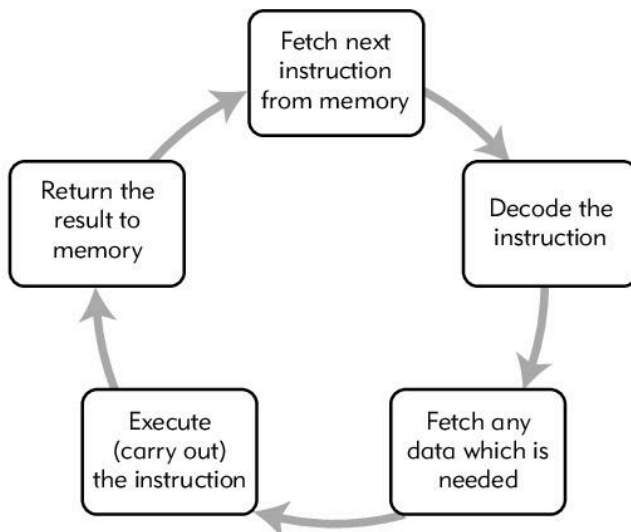 Fetch next
instruction
from memory
Decode the
instruction
Fetch any
data which is
needed
Execute
(carry out)
the instruction
Return the
result to
memory